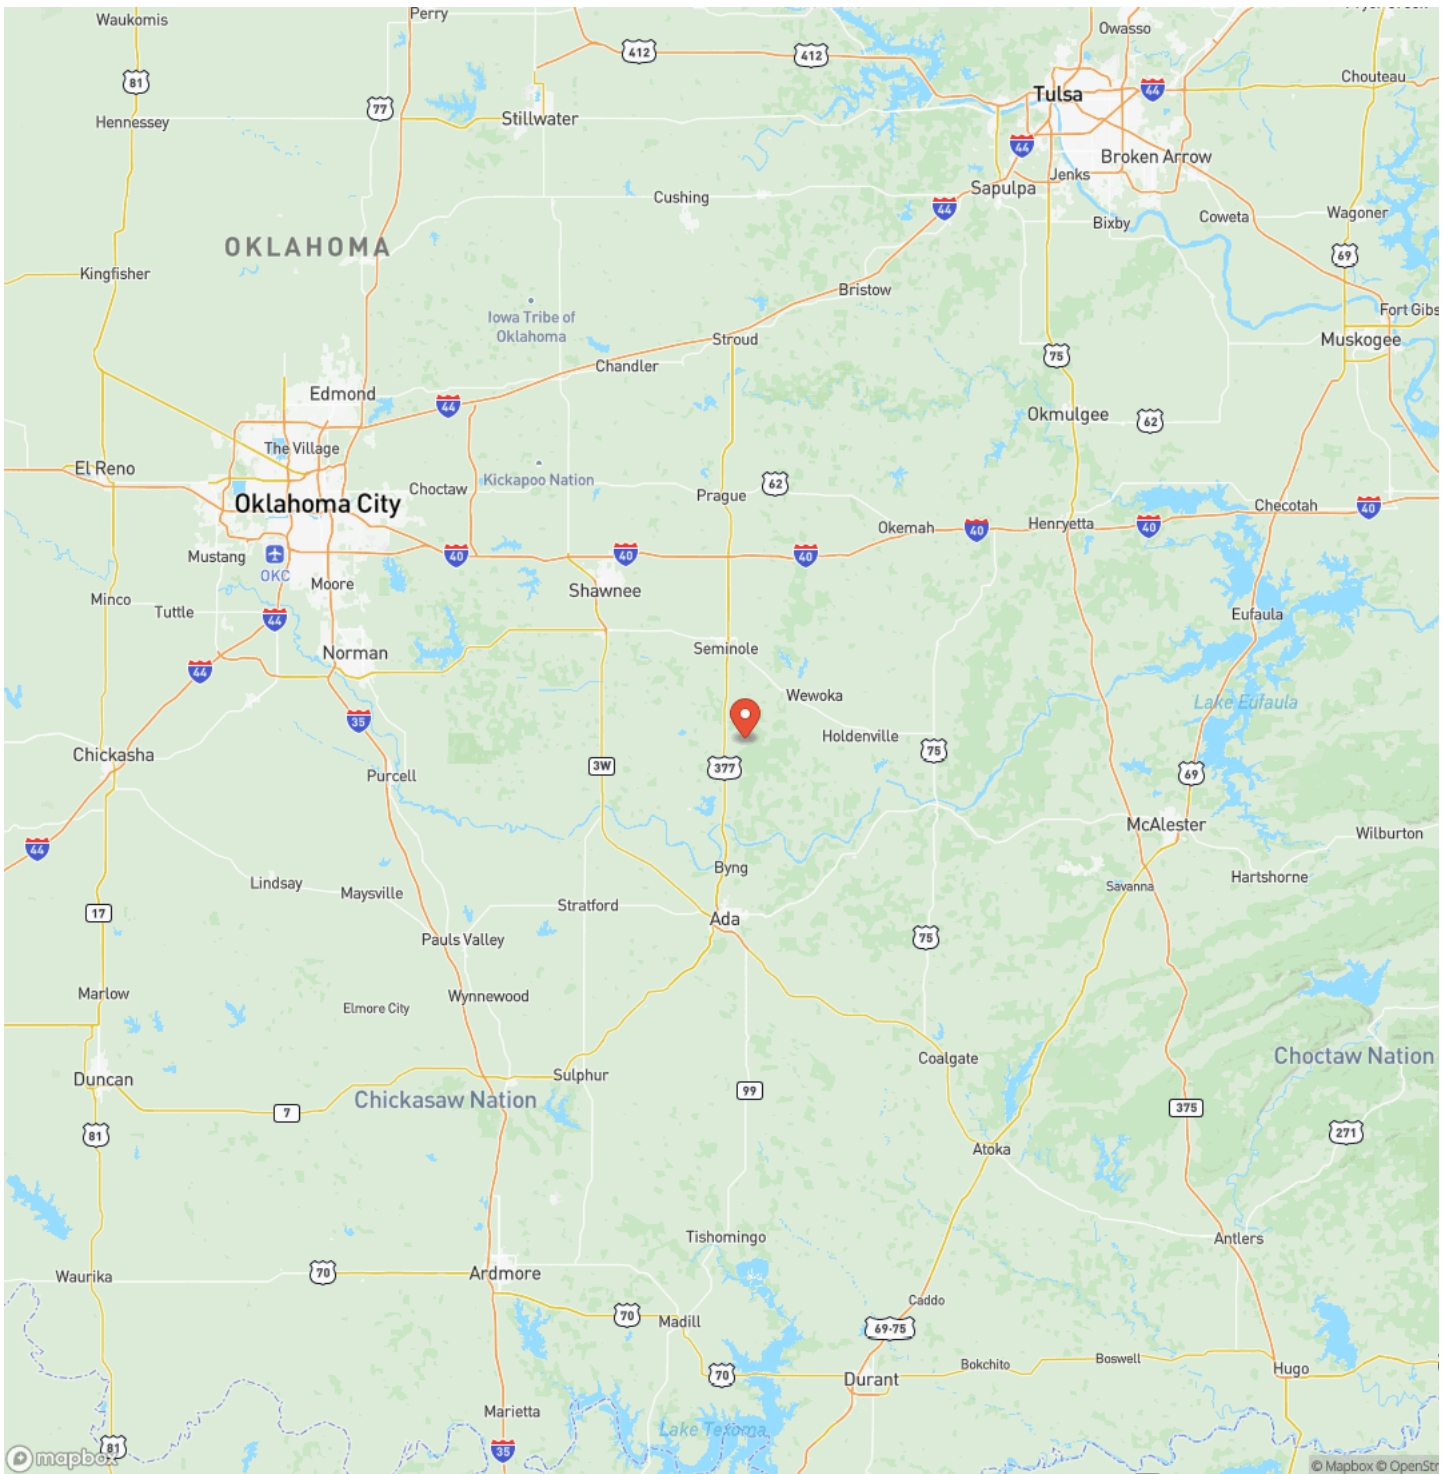 Waukomis
Perry
Owasso
412
412
81
Chouteau
44
Tulsa
77
Hennessey
Stillwater
44
Broken Arrow
Jenks
Sapulpa
Cushing
44
Wagoner
Coweta
Bixby
OKLAHOMA
69
Kingfisher
Bristow
Iowa Tribe of
Oklahoma
Fort Gibs
Stroud
Muskogee
75
Chandler
Edmond
44
Okmulgee
62
The Village
El Reno
Kickapoo Nation
62
Choctaw
Prague
Oklahoma City
Checotah
40
Okemah
40
Henryetta
40
Mustang
40
40
40
OKC
Moore
Shawnee
Minco
Tuttle
44
Eufaula
Seminole
Norman
44
Wewoka
Lake Eufaula
35
Holdenville
75
Chickasha
3W
377
69
Purcell
McAlester
Wilburton
44
Byng
Hartshorne
Lindsay
Maysville
Savanna
Stratford
17
Ada
Pauls Valley
75
Marlow
Wynnewood
Elmore City
Choctaw Nation
Coalgate
Duncan
Sulphur
99
Chickasaw Nation
375
7
81
271
Atoka
Tishomingo
Antlers
Ardmore
70
Waurika
Caddo
70
Madill
69-75
Boswell
Bokchito
Hugo
70
Durant
Marietta
Lake Texoma
81
35
mapbox
© Mapbox © OpenStr